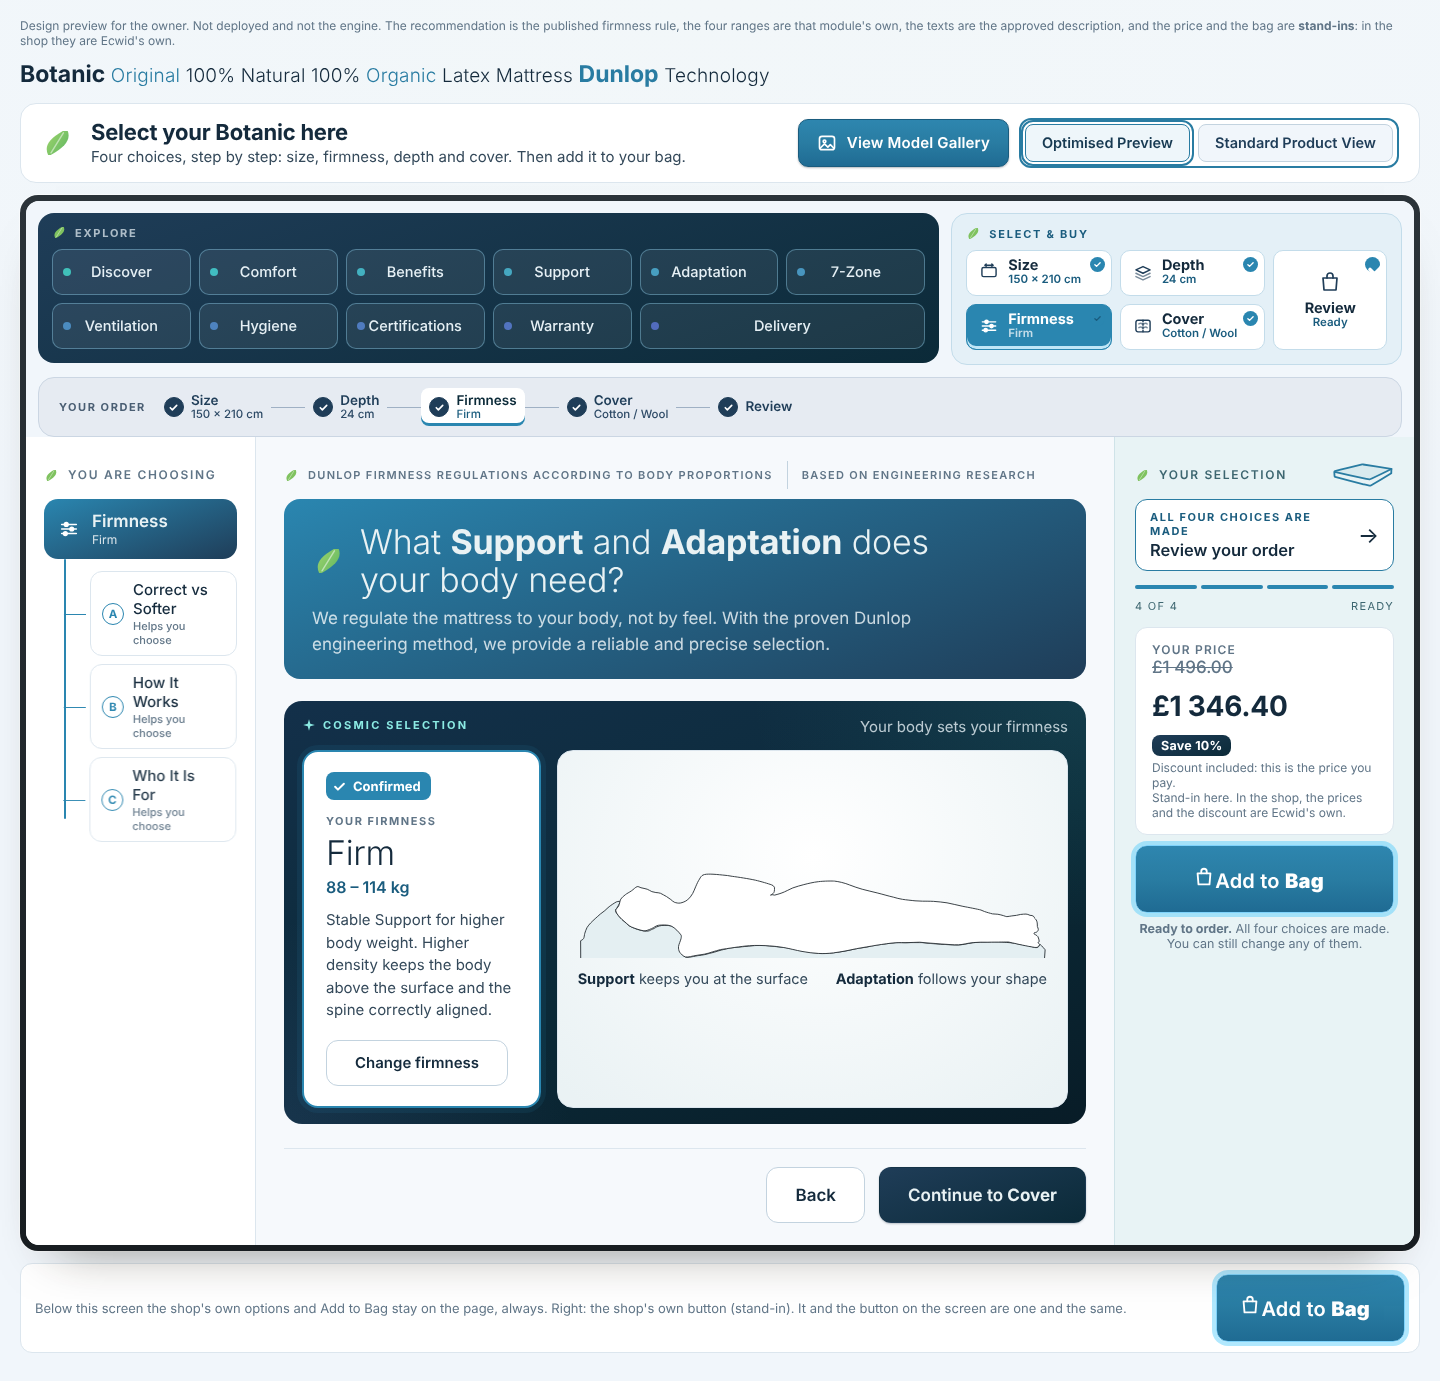 Design preview for the owner. Not deployed and not the engine. The recommendation is the published firmness rule, the four ranges are that module's own, the texts are the approved description, and the price and the bag are stand-ins: in the
shop they are Ecwid's own.
Botanic Original 100% Natural 100% Organic Latex Mattress Dunlop Technology
Select your Botanic here
Four choices, step by step: size, firmness, depth and cover. Then add it to your bag.
View Model Gallery
Optimised Preview
Standard Product View
EXPLORE
Discover
Comfort
Benefits
Support
Adaptation
7-Zone
Ventilation
Hygiene
Certifications
Warranty
Delivery
SELECT & BUY
Size
150 × 210 cm
Depth
24 cm
Firmness
Firm
Cover
Cotton / Wool
Review
Ready
YOUR ORDER
Size
150 × 210 cm
Depth
24 cm
Firmness
Firm
Cover
Cotton / Wool
Review
YOU ARE CHOOSING
Firmness
Firm
A
Correct vs
Softer
Helps you
choose
B
How It
Works
Helps you
choose
C
Who It Is
For
Helps you
choose
DUNLOP FIRMNESS REGULATIONS ACCORDING TO BODY PROPORTIONS
BASED ON ENGINEERING RESEARCH
What Support and Adaptation does
your body need?
We regulate the mattress to your body, not by feel. With the proven Dunlop
engineering method, we provide a reliable and precise selection.
COSMIC SELECTION
Your body sets your firmness
Confirmed
YOUR FIRMNESS
Firm
88 – 114 kg
Stable Support for higher
body weight. Higher
density keeps the body
above the surface and the
spine correctly aligned.
Change firmness
Support keeps you at the surface
Adaptation follows your shape
Back
Continue to Cover
YOUR SELECTION
ALL FOUR CHOICES ARE
MADE
Review your order
4 OF 4
READY
YOUR PRICE
£1 496.00
£1 346.40
Save 10%
Discount included: this is the price you
pay.
Stand-in here. In the shop, the prices
and the discount are Ecwid's own.
Add to Bag
Ready to order. All four choices are made.
You can still change any of them.
Below this screen the shop's own options and Add to Bag stay on the page, always. Right: the shop's own button (stand-in). It and the button on the screen are one and the same.
Add to Bag